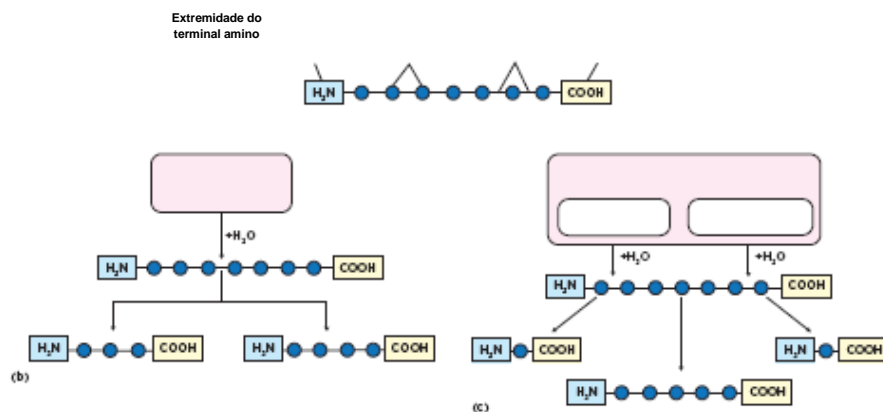 Extremidade do
terminal amino
H₂N COOH
+H₂O
H₂N COOH
H₂N COOH H₂N COOH
(b)
+H₂O +H₂O
H₂N COOH
H₂N COOH H₂N COOH
H₂N COOH
(c)